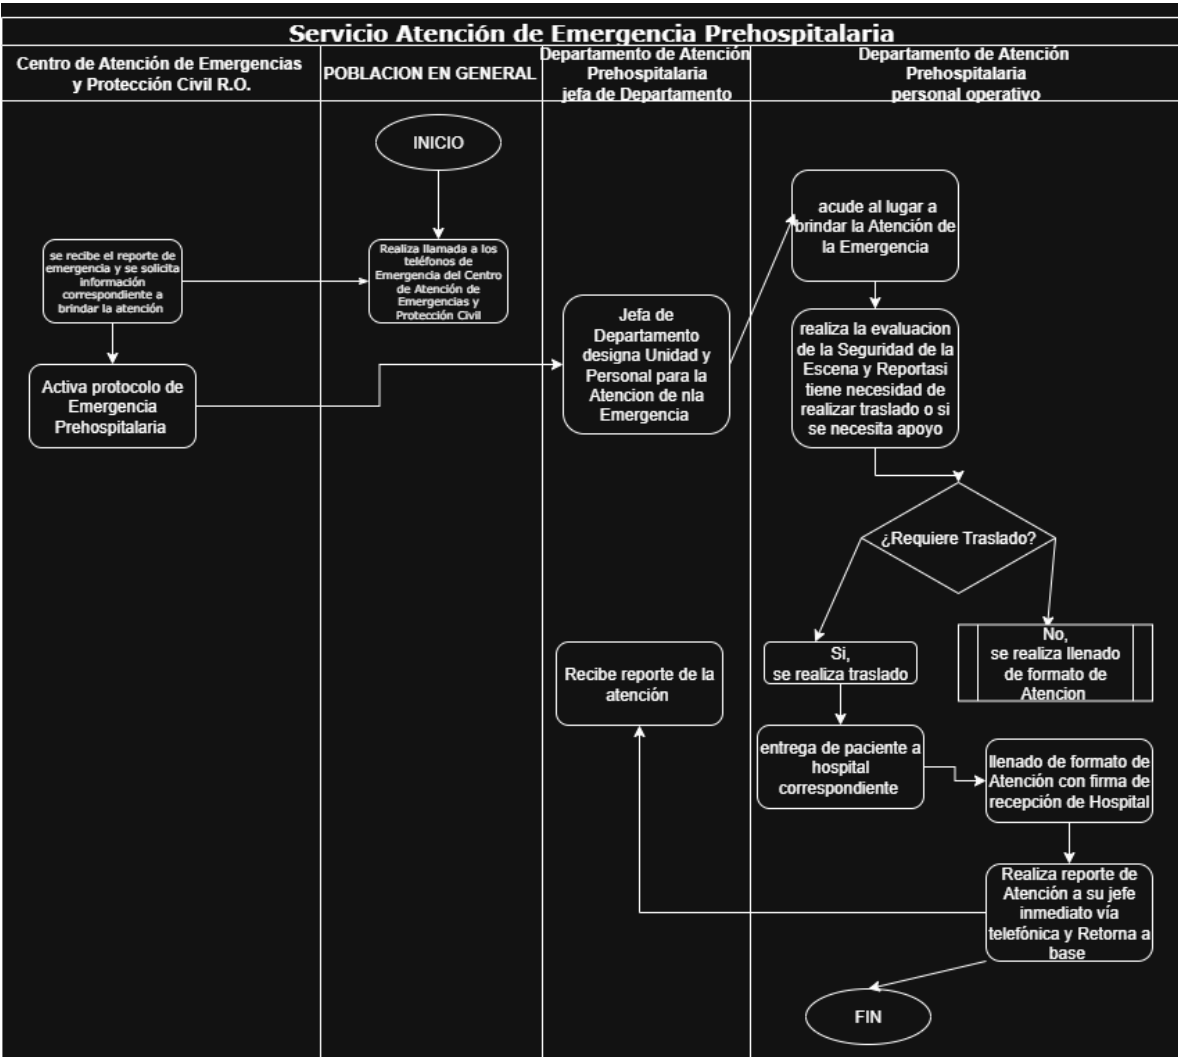 Servicio Atención de Emergencia Prehospitalaria
Centro de Atención de Emergencias
y Protección Civil R.O.
POBLACION EN GENERAL
Departamento de Atención
Prehospitalaria
jefa de Departamento
Departamento de Atención
Prehospitalaria
personal operativo
INICIO
Realiza llamada a los
teléfonos de
Emergencia del Centro
de Atención de
Emergencias y
Protección Civil
se recibe el reporte de
emergencia y se solicita
información
correspondiente a
brindar la atención
Activa protocolo de
Emergencia
Prehospitalaria
Jefa de
Departamento
designa Unidad y
Personal para la
Atencion de nla
Emergencia
acude al lugar a
brindar la Atención de
la Emergencia
realiza la evaluacion
de la Seguridad de la
Escena y Reportasi
tiene necesidad de
realizar traslado o si
se necesita apoyo
¿Requiere Traslado?
Si,
se realiza traslado
No,
se realiza llenado
de formato de
Atencion
entrega de paciente a
hospital
correspondiente
llenado de formato de
Atención con firma de
recepción de Hospital
Realiza reporte de
Atención a su jefe
inmediato vía
telefónica y Retorna a
base
Recibe reporte de la
atención
FIN